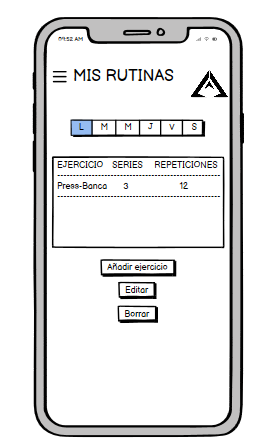 09:52 AM
MIS RUTINAS
L M M J V S
EJERCICIO SERIES REPETICIONES
Press-Banca 3 12
Añadir ejercicio
Editar
Borrar